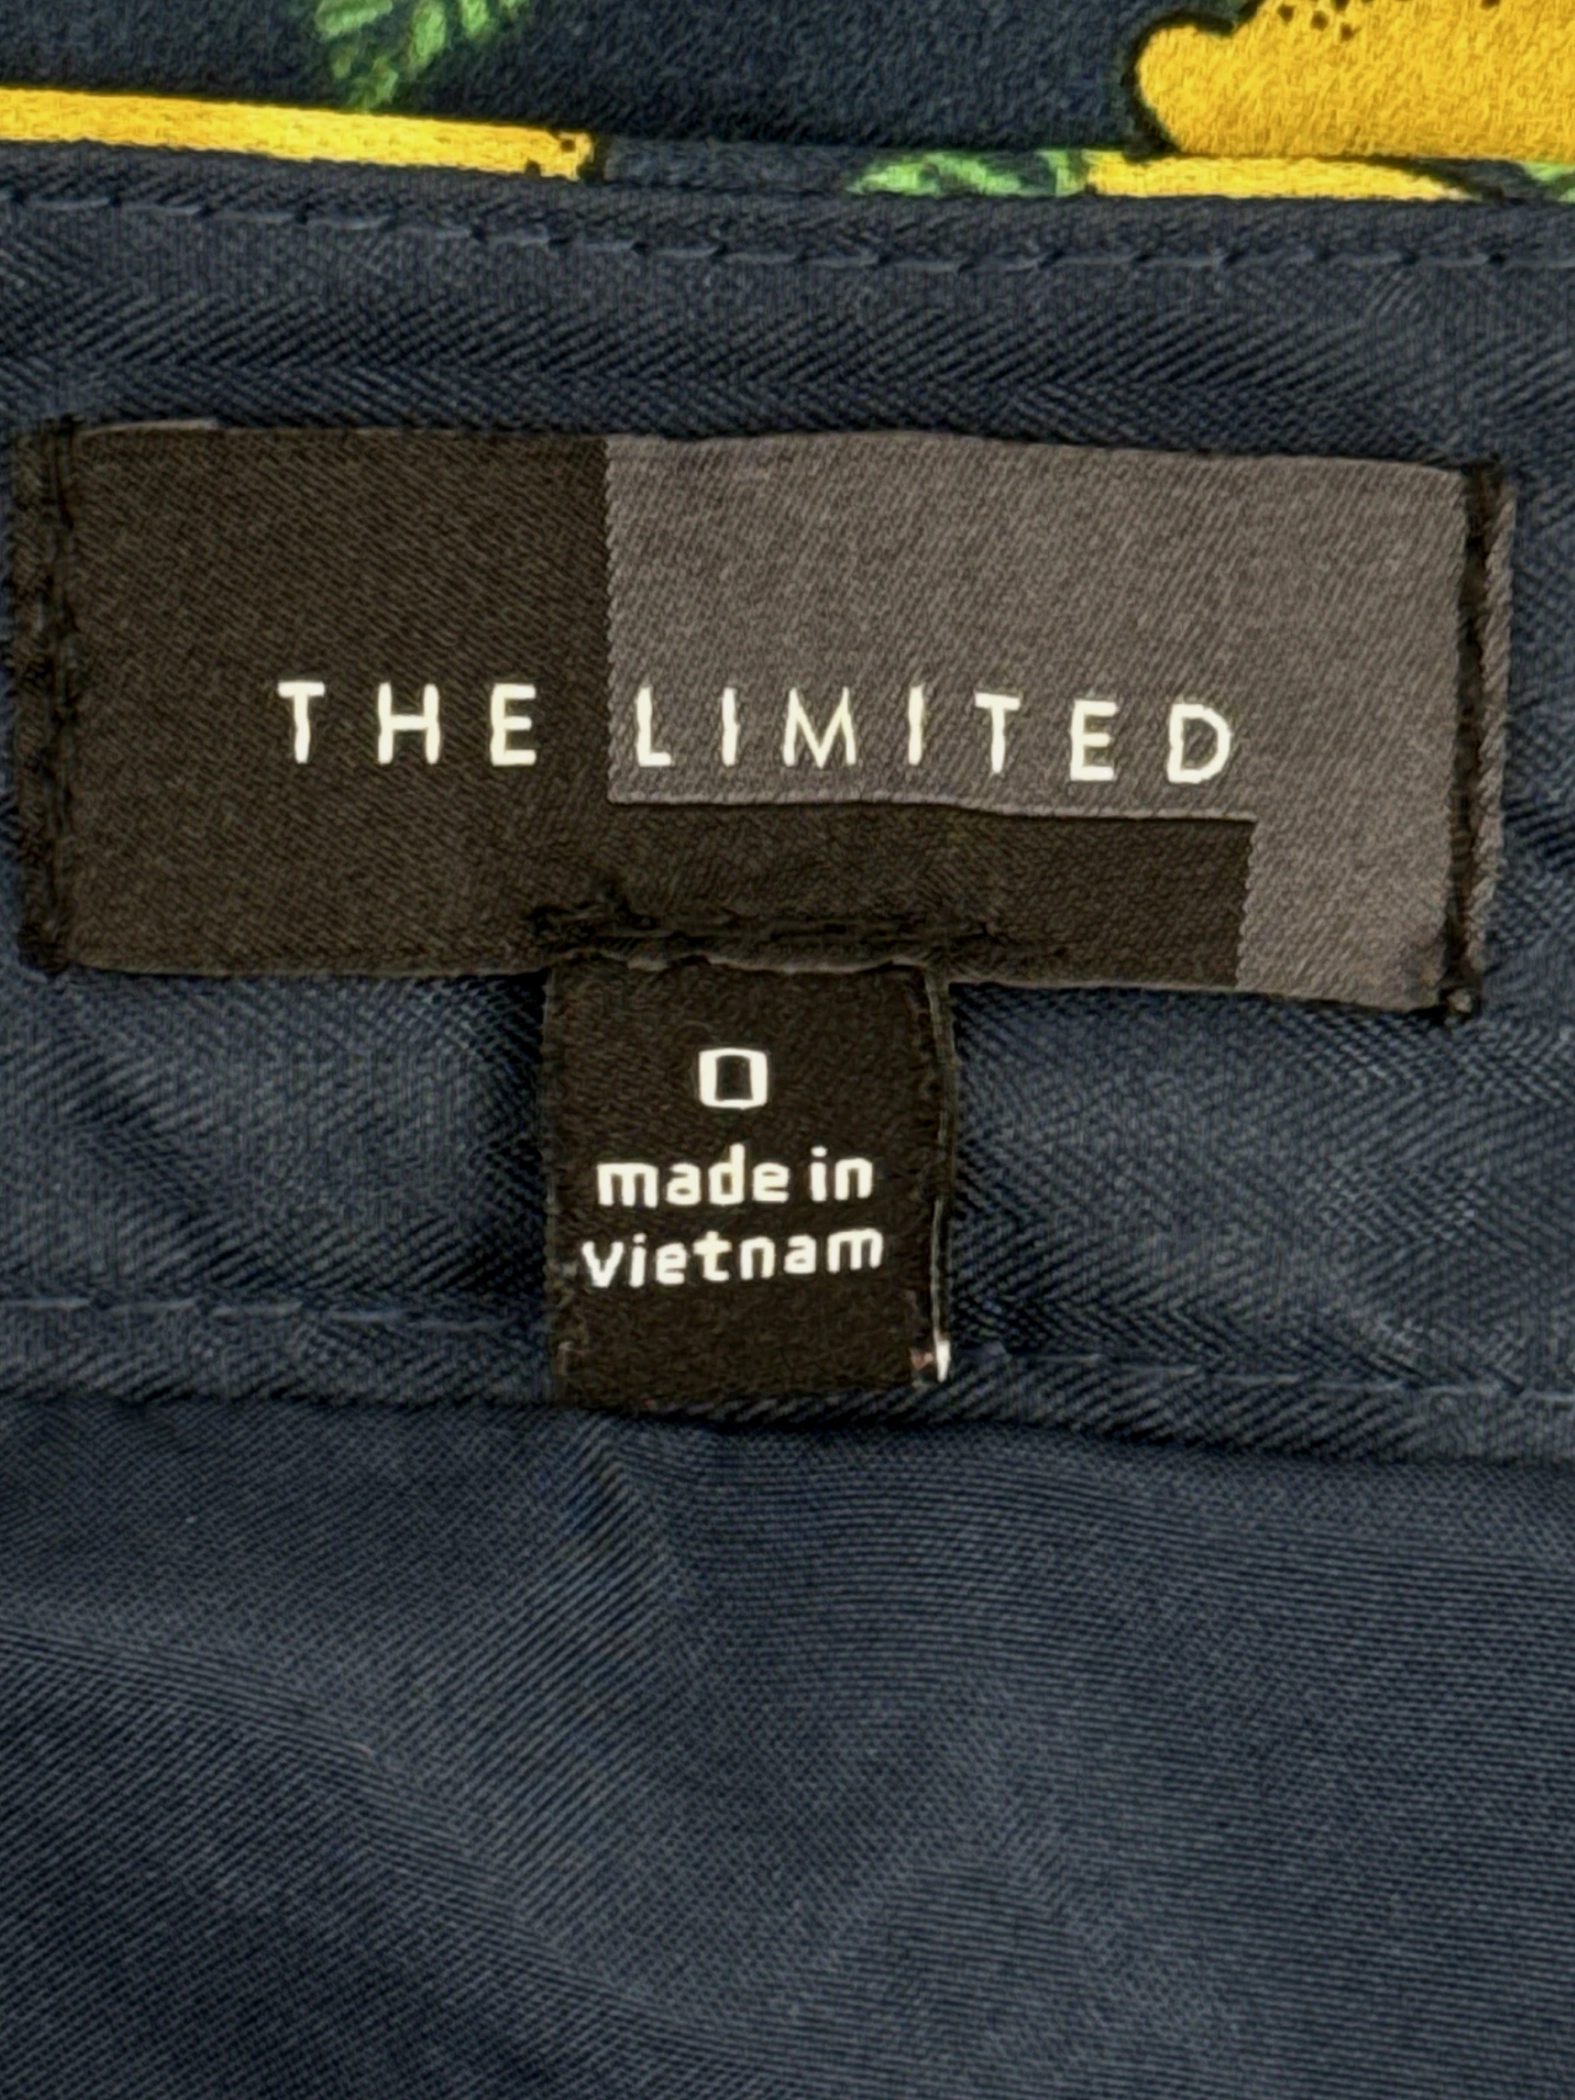 THE LIMITED
0
made in
vietnam